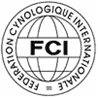 FEDERATION CYNOLOGIQUE INTERNATIONALE
FCI